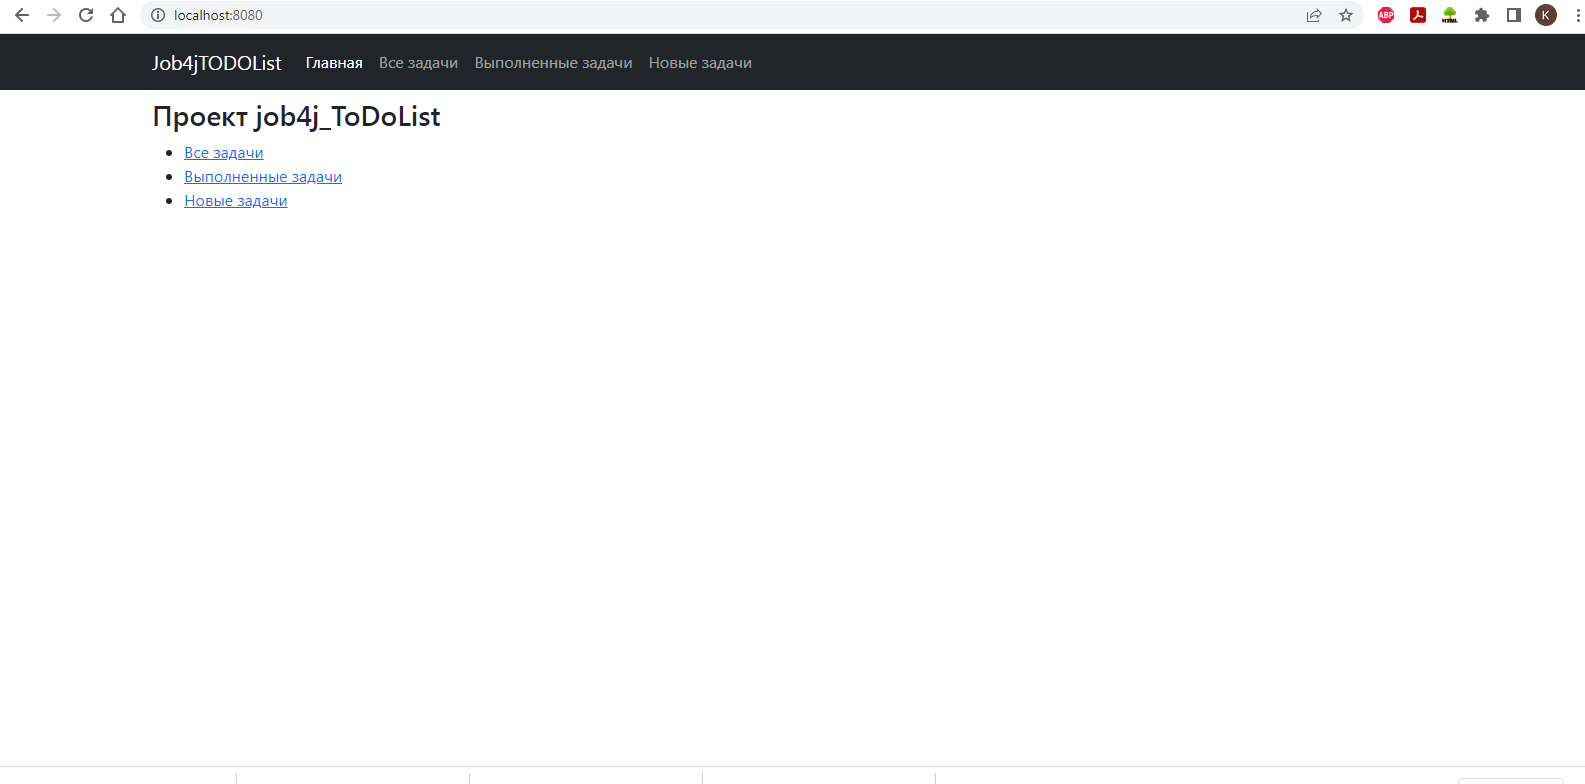 localhost:8080
ABP
HTML
K
Job4jTODOList Главная Все задачи Выполненные задачи Новые задачи
Проект job4j_ToDoList
Все задачи
Выполненные задачи
Новые задачи